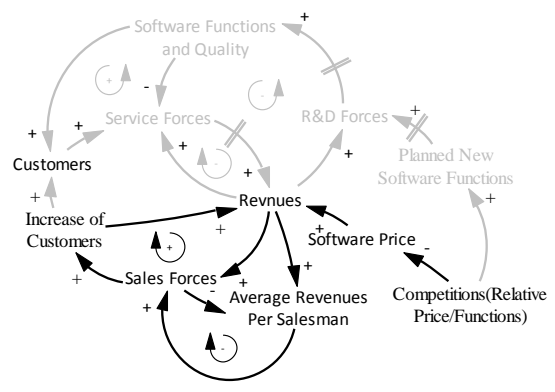 Software Functions
and Quality
+
+
-
+
-
Service Forces
R&D Forces
+
+
+
+
+
-
+
Customers
Planned New
Software Functions
+
+
Revnues
+
Increase of
Customers
+
+
+
Software Price
-
+
Sales Forces
+
+
-
Average Revenues
Per Salesman
Competitions(Relative
Price/Functions)
+
-